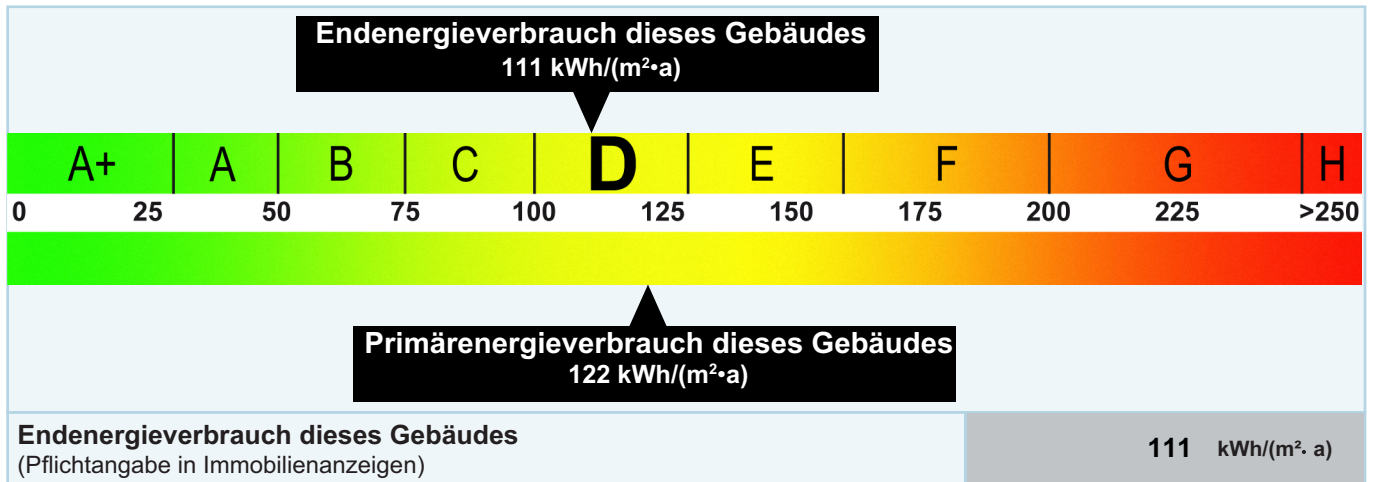 Endenergieverbrauch dieses Gebäudes
111 kWh/(m²•a)
A+ A B C D E F G H
0 25 50 75 100 125 150 175 200 225 >250
Primärenergieverbrauch dieses Gebäudes
122 kWh/(m²•a)
Endenergieverbrauch dieses Gebäudes
(Pflichtangabe in Immobilienanzeigen)
111 kWh/(m²· a)